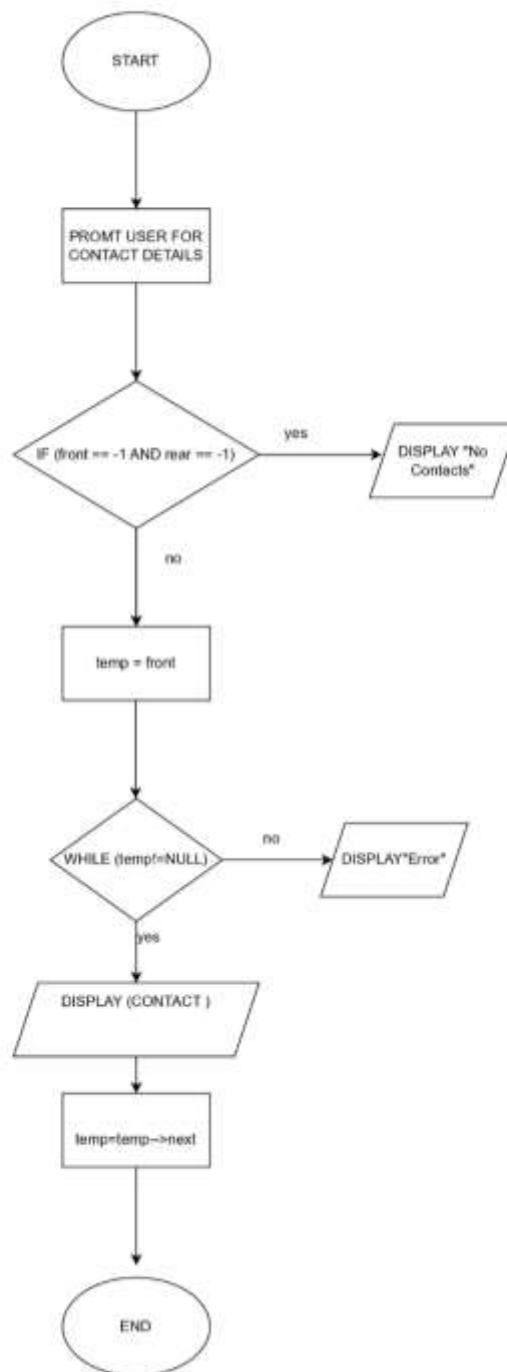 START
PROMT USER FOR
CONTACT DETAILS
IF (front == -1 AND rear == -1)
yes
DISPLAY "No
Contacts"
no
temp = front
WHILE (temp!=NULL)
no
DISPLAY"Error"
yes
DISPLAY (CONTACT )
temp=temp-->next
END